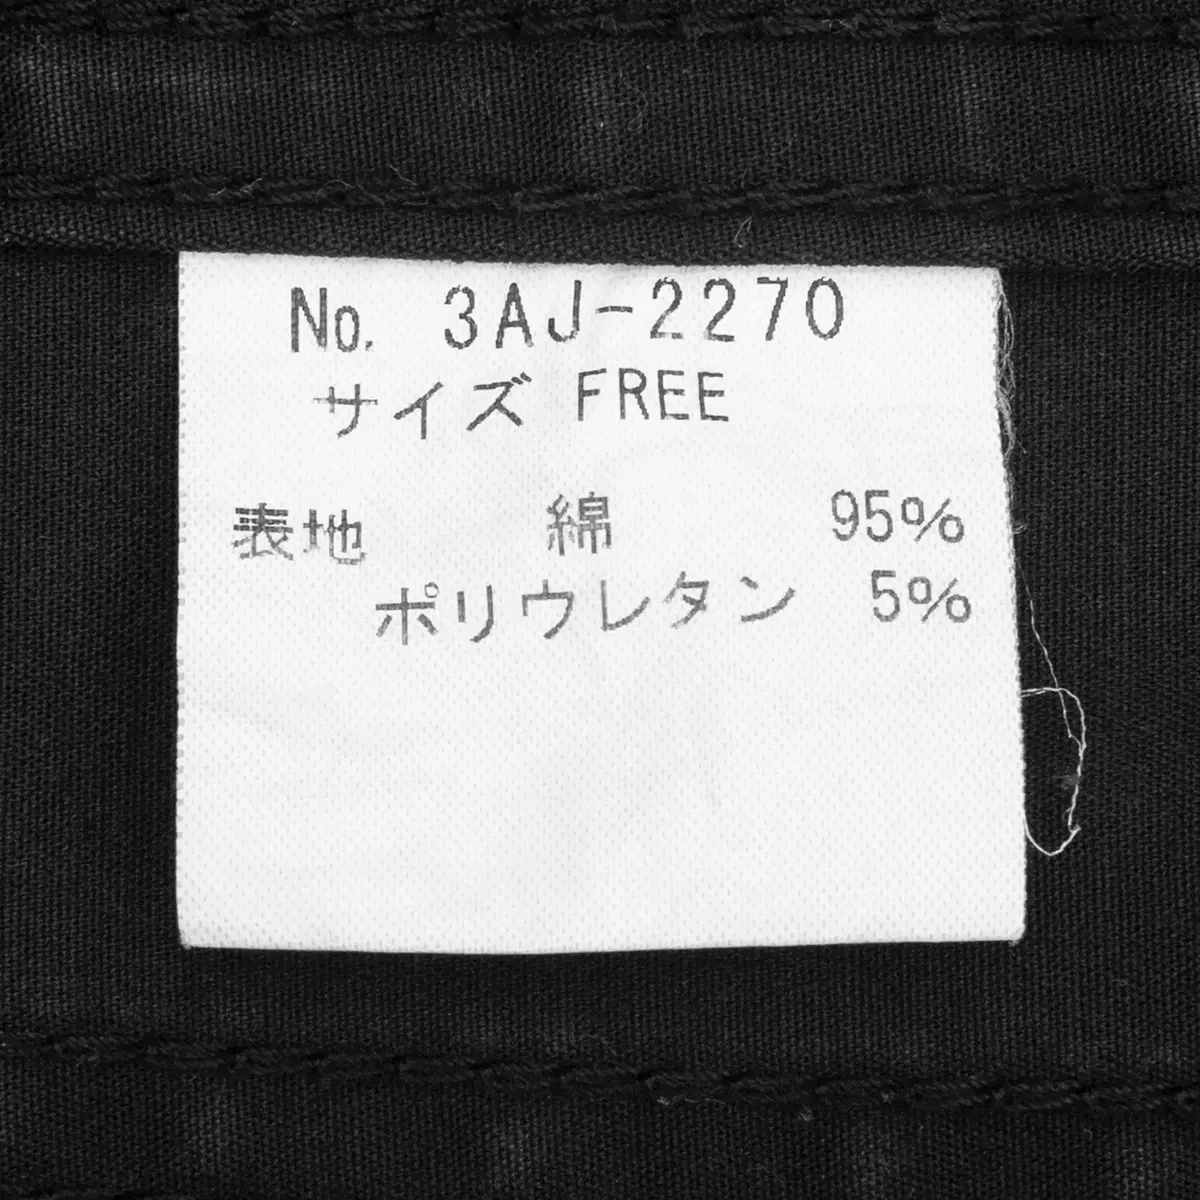 No. 3AJ-2270
サイズ FREE
表地 綿 95%
ポリウレタン 5%